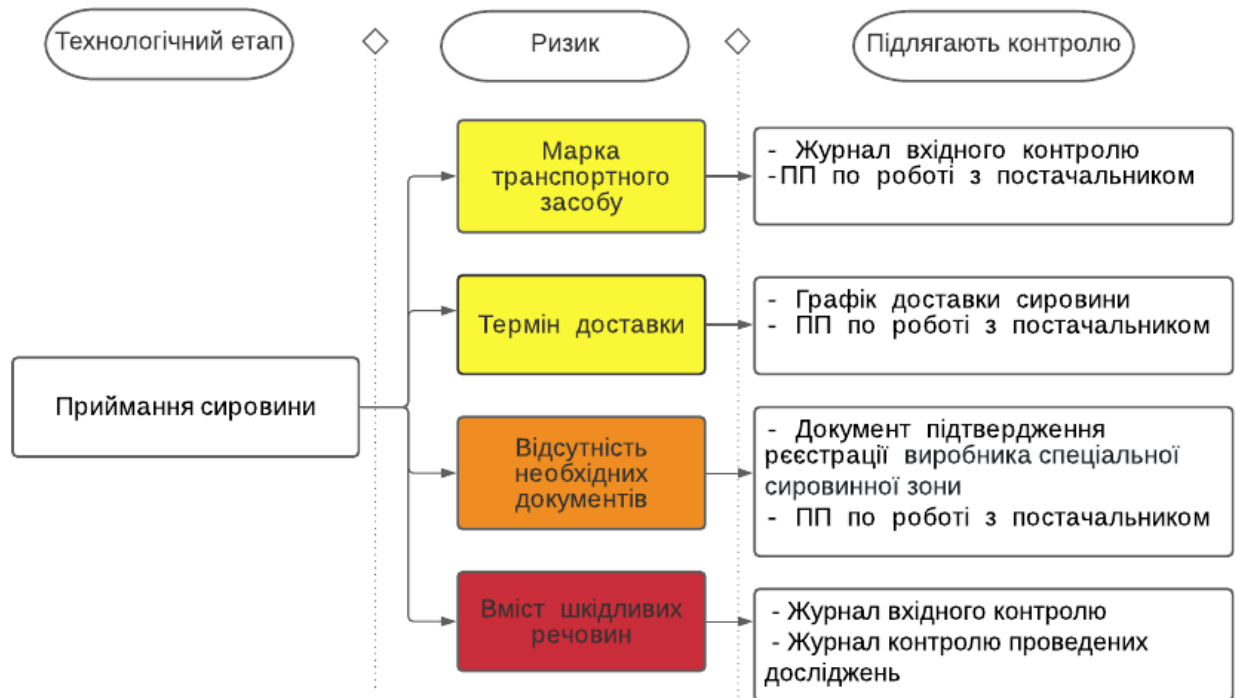 Технологічний етап
Ризик
Підлягають контролю
Марка
транспортного
засобу
- Журнал вхідного контролю
-ПП по роботі з постачальником
Термін доставки
- Графік доставки сировини
- ПП по роботі з постачальником
Приймання сировини
Відсутність
необхідних
документів
- Документ підтвердження
рєєстрації виробника спеціальної
сировинної зони
- ПП по роботі з постачальником
Вміст шкідливих
речовин
- Журнал вхідного контролю
- Журнал контролю проведених
досліджень